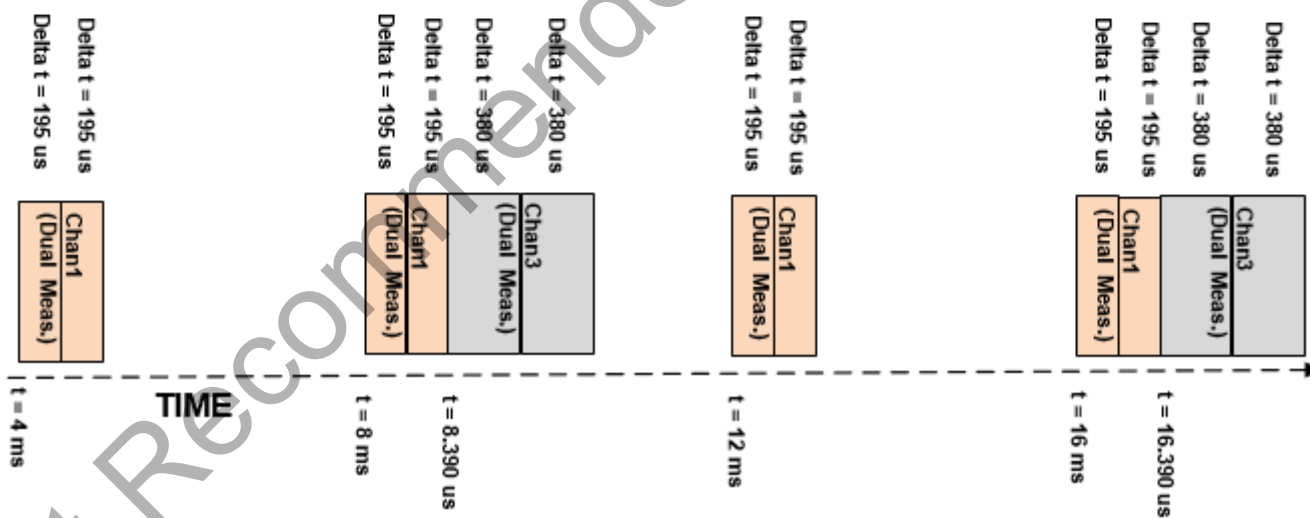 Delta t = 195 us
Delta t = 195 us
Delta t = 195 us
Delta t = 195 us
Delta t = 380 us
Delta t = 380 us
Delta t = 195 us
Delta t = 195 us
Delta t = 195 us
Delta t = 195 us
Delta t = 380 us
Delta t = 380 us
Chan1
(Dual Meas.)
Chan1
(Dual Meas.)
Chan3
(Dual Meas.)
Chan1
(Dual Meas.)
Chan1
(Dual Meas.)
Chan3
(Dual Meas.)
TIME
t = 4 ms
t = 8 ms
t = 8.390 us
t = 12 ms
t = 16 ms
t = 16.390 us